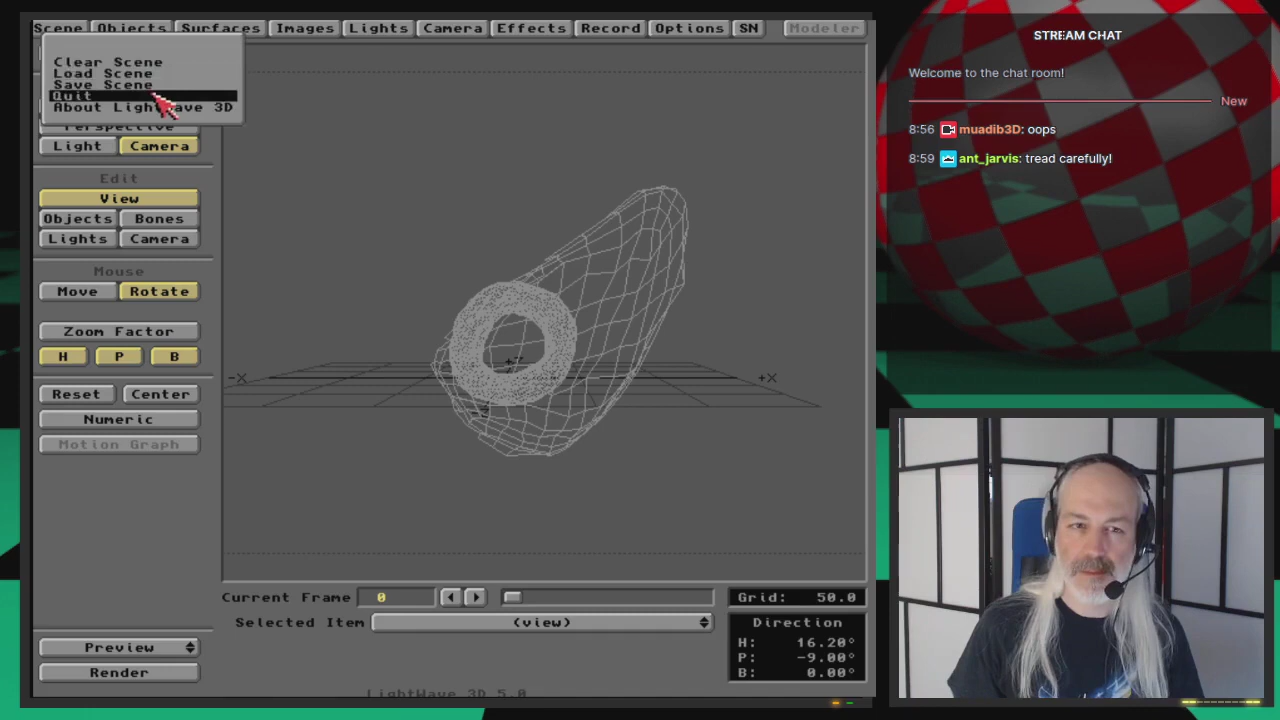 Scene Objects Surfaces Images Lights Camera Effects Record Options SN Modeler
Clear Scene
Load Scene
Save Scene
Quit
About LightWave 3D
Perspective
Light Camera
Edit
View
Objects Bones
Lights Camera
Mouse
Move Rotate
Zoom Factor
H P B
Reset Center
Numeric
Motion Graph
Preview
Render
-X +Z +X
Current Frame 0
Selected Item (view)
Grid: 50.0
Direction
H: 16.20°
P: -9.00°
B: 0.00°
LightWave 3D 5.0
STREAM CHAT
Welcome to the chat room!
New
8:56 muadib3D: oops
8:59 ant_jarvis: tread carefully!